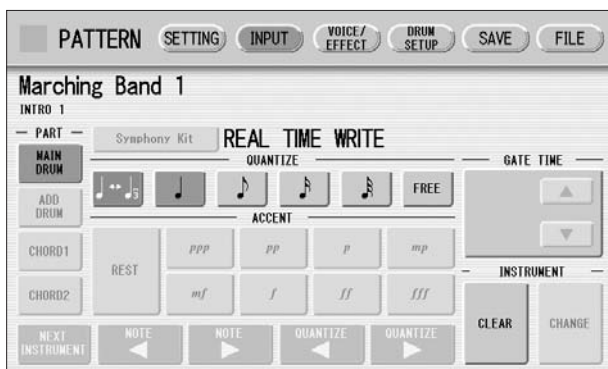 PATTERN SETTING INPUT VOICE/ EFFECT DRUM SETUP SAVE FILE
Marching Band 1
INTRO 1
PART Symphony Kit REAL TIME WRITE
MAIN DRUM QUANTIZE GATE TIME
FREE
ADD DRUM ACCENT
CHORD1 REST ppp pp p mp
INSTRUMENT
CHORD2 mf f ff fff
CLEAR CHANGE
NEXT INSTRUMENT NOTE NOTE QUANTIZE QUANTIZE